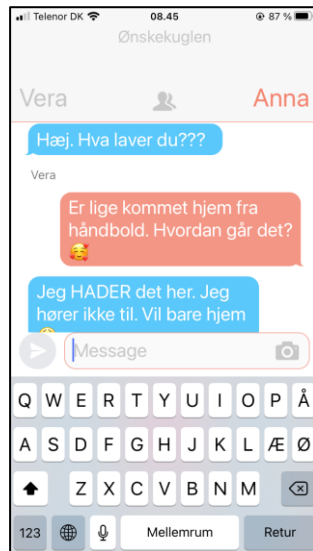 Telenor DK 08.45 87 %
Ønskekuglen
Vera Anna
Hæj. Hva laver du???
Vera
Er lige kommet hjem fra
håndbold. Hvordan går det?
🥰
Jeg HADER det her. Jeg
hører ikke til. Vil bare hjem
Message
Q W E R T Y U I O P Å
A S D F G H J K L Æ Ø
Z X C V B N M
123 Mellemrum Retur